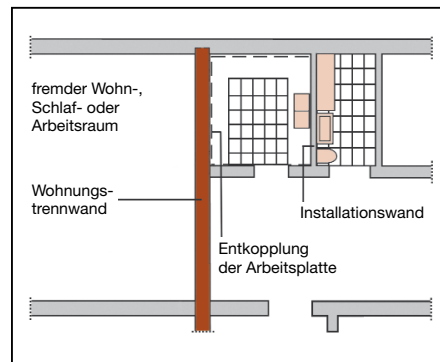 fremder Wohn-,
Schlaf- oder
Arbeitsraum
Wohnungs-
trennwand
Installationswand
Entkopplung
der Arbeitsplatte